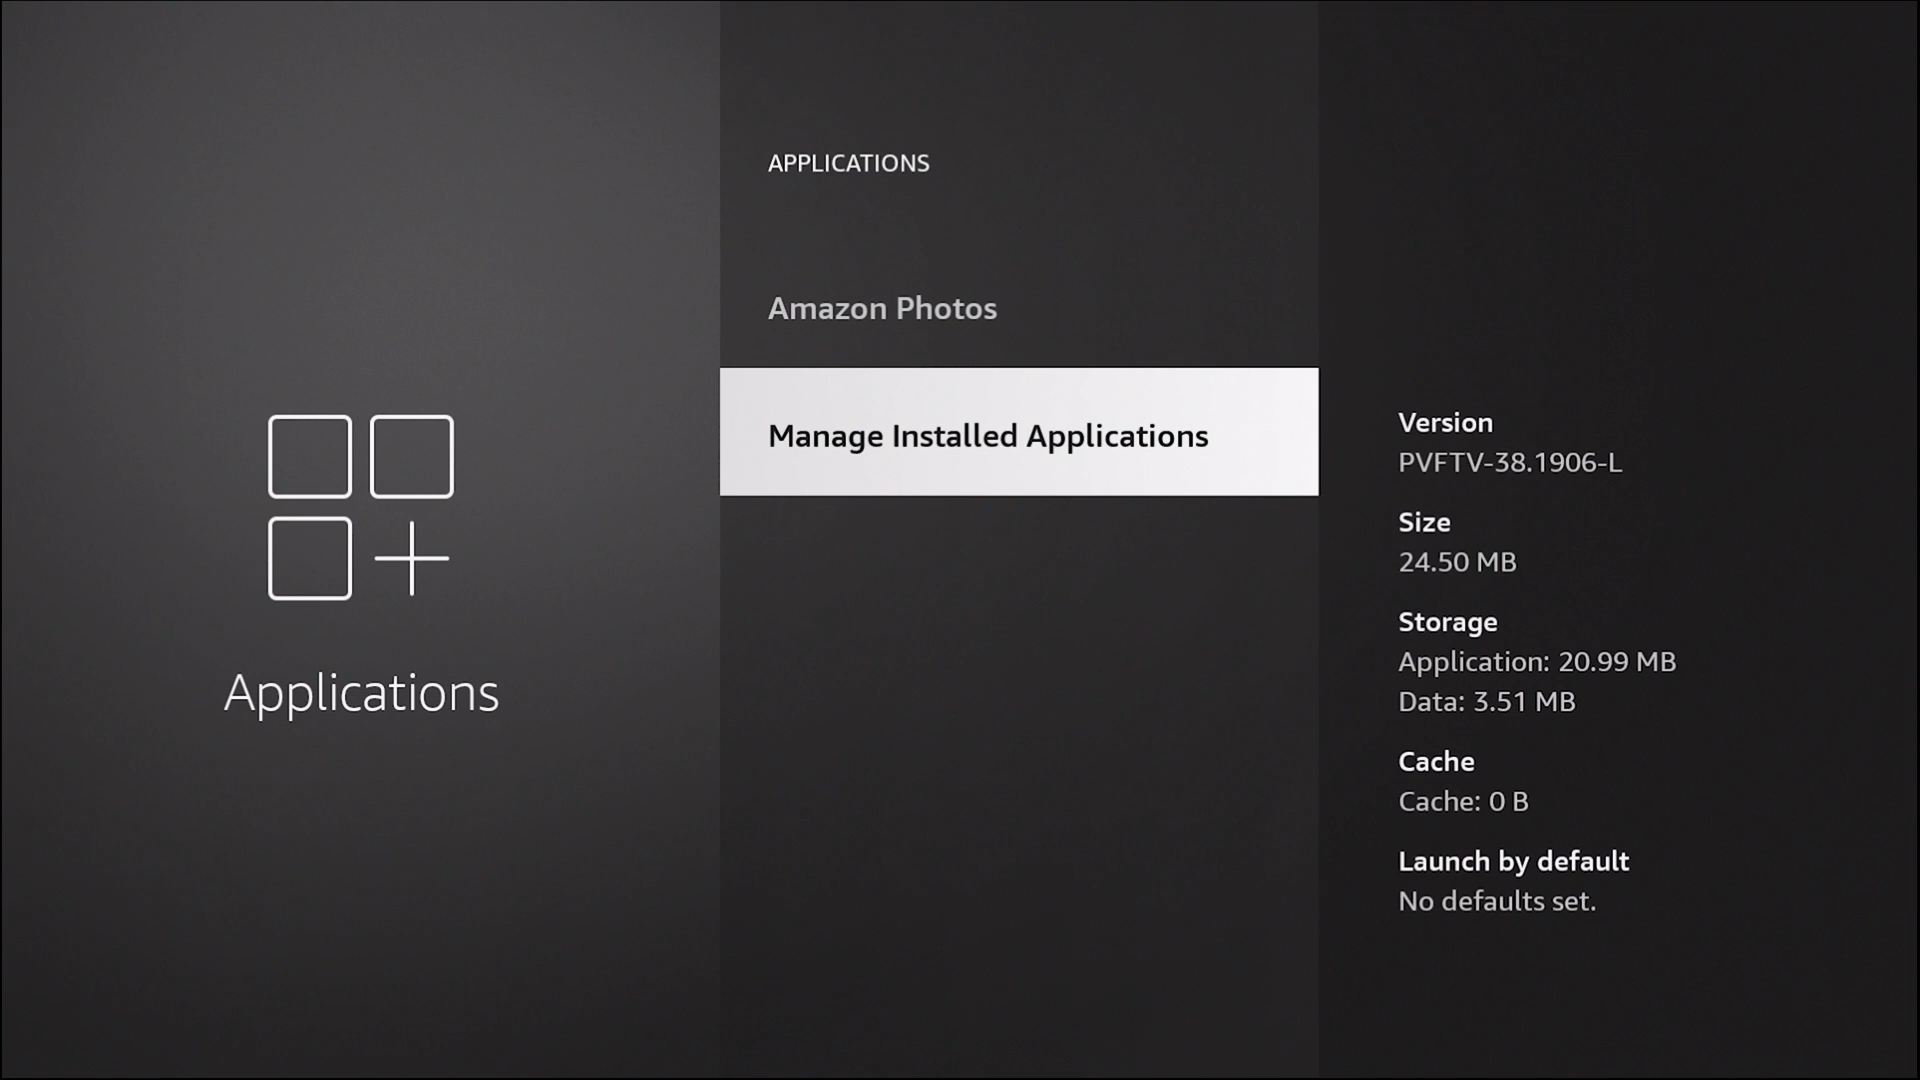 Applications
APPLICATIONS
Amazon Photos
Manage Installed Applications
Version
PVFTV-38.1906-L
Size
24.50 MB
Storage
Application: 20.99 MB
Data: 3.51 MB
Cache
Cache: 0 B
Launch by default
No defaults set.